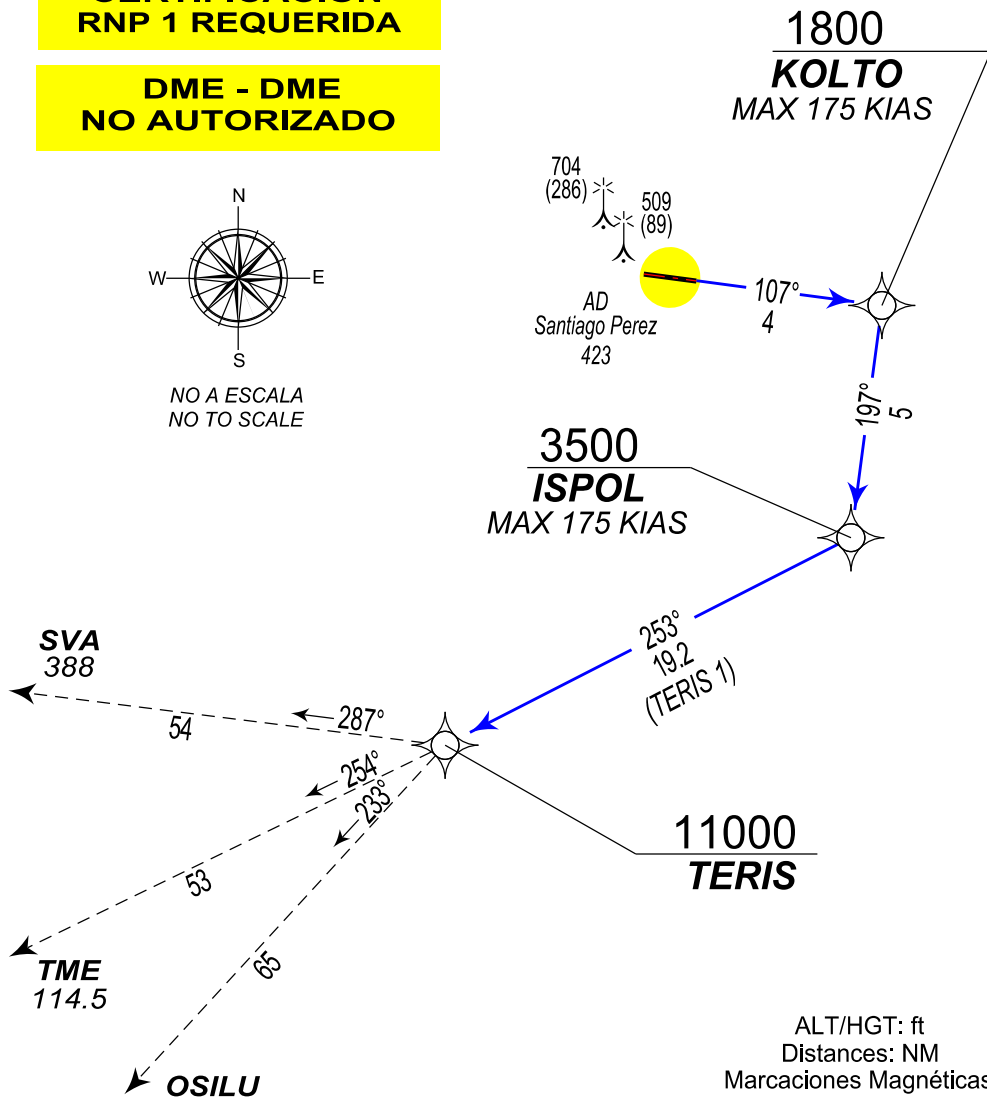 CERTIFICACIÓN
RNP 1 REQUERIDA
DME - DME
NO AUTORIZADO
1800
KOLTO
MAX 175 KIAS
704
(286)
509
(89)
N
W
E
S
NO A ESCALA
NO TO SCALE
AD
Santiago Perez
423
107°
4
197°
5
3500
ISPOL
MAX 175 KIAS
253°
19.2
(TERIS 1)
SVA
388
54
287°
254°
233°
53
65
11000
TERIS
TME
114.5
OSILU
ALT/HGT: ft
Distances: NM
Marcaciones Magnéticas